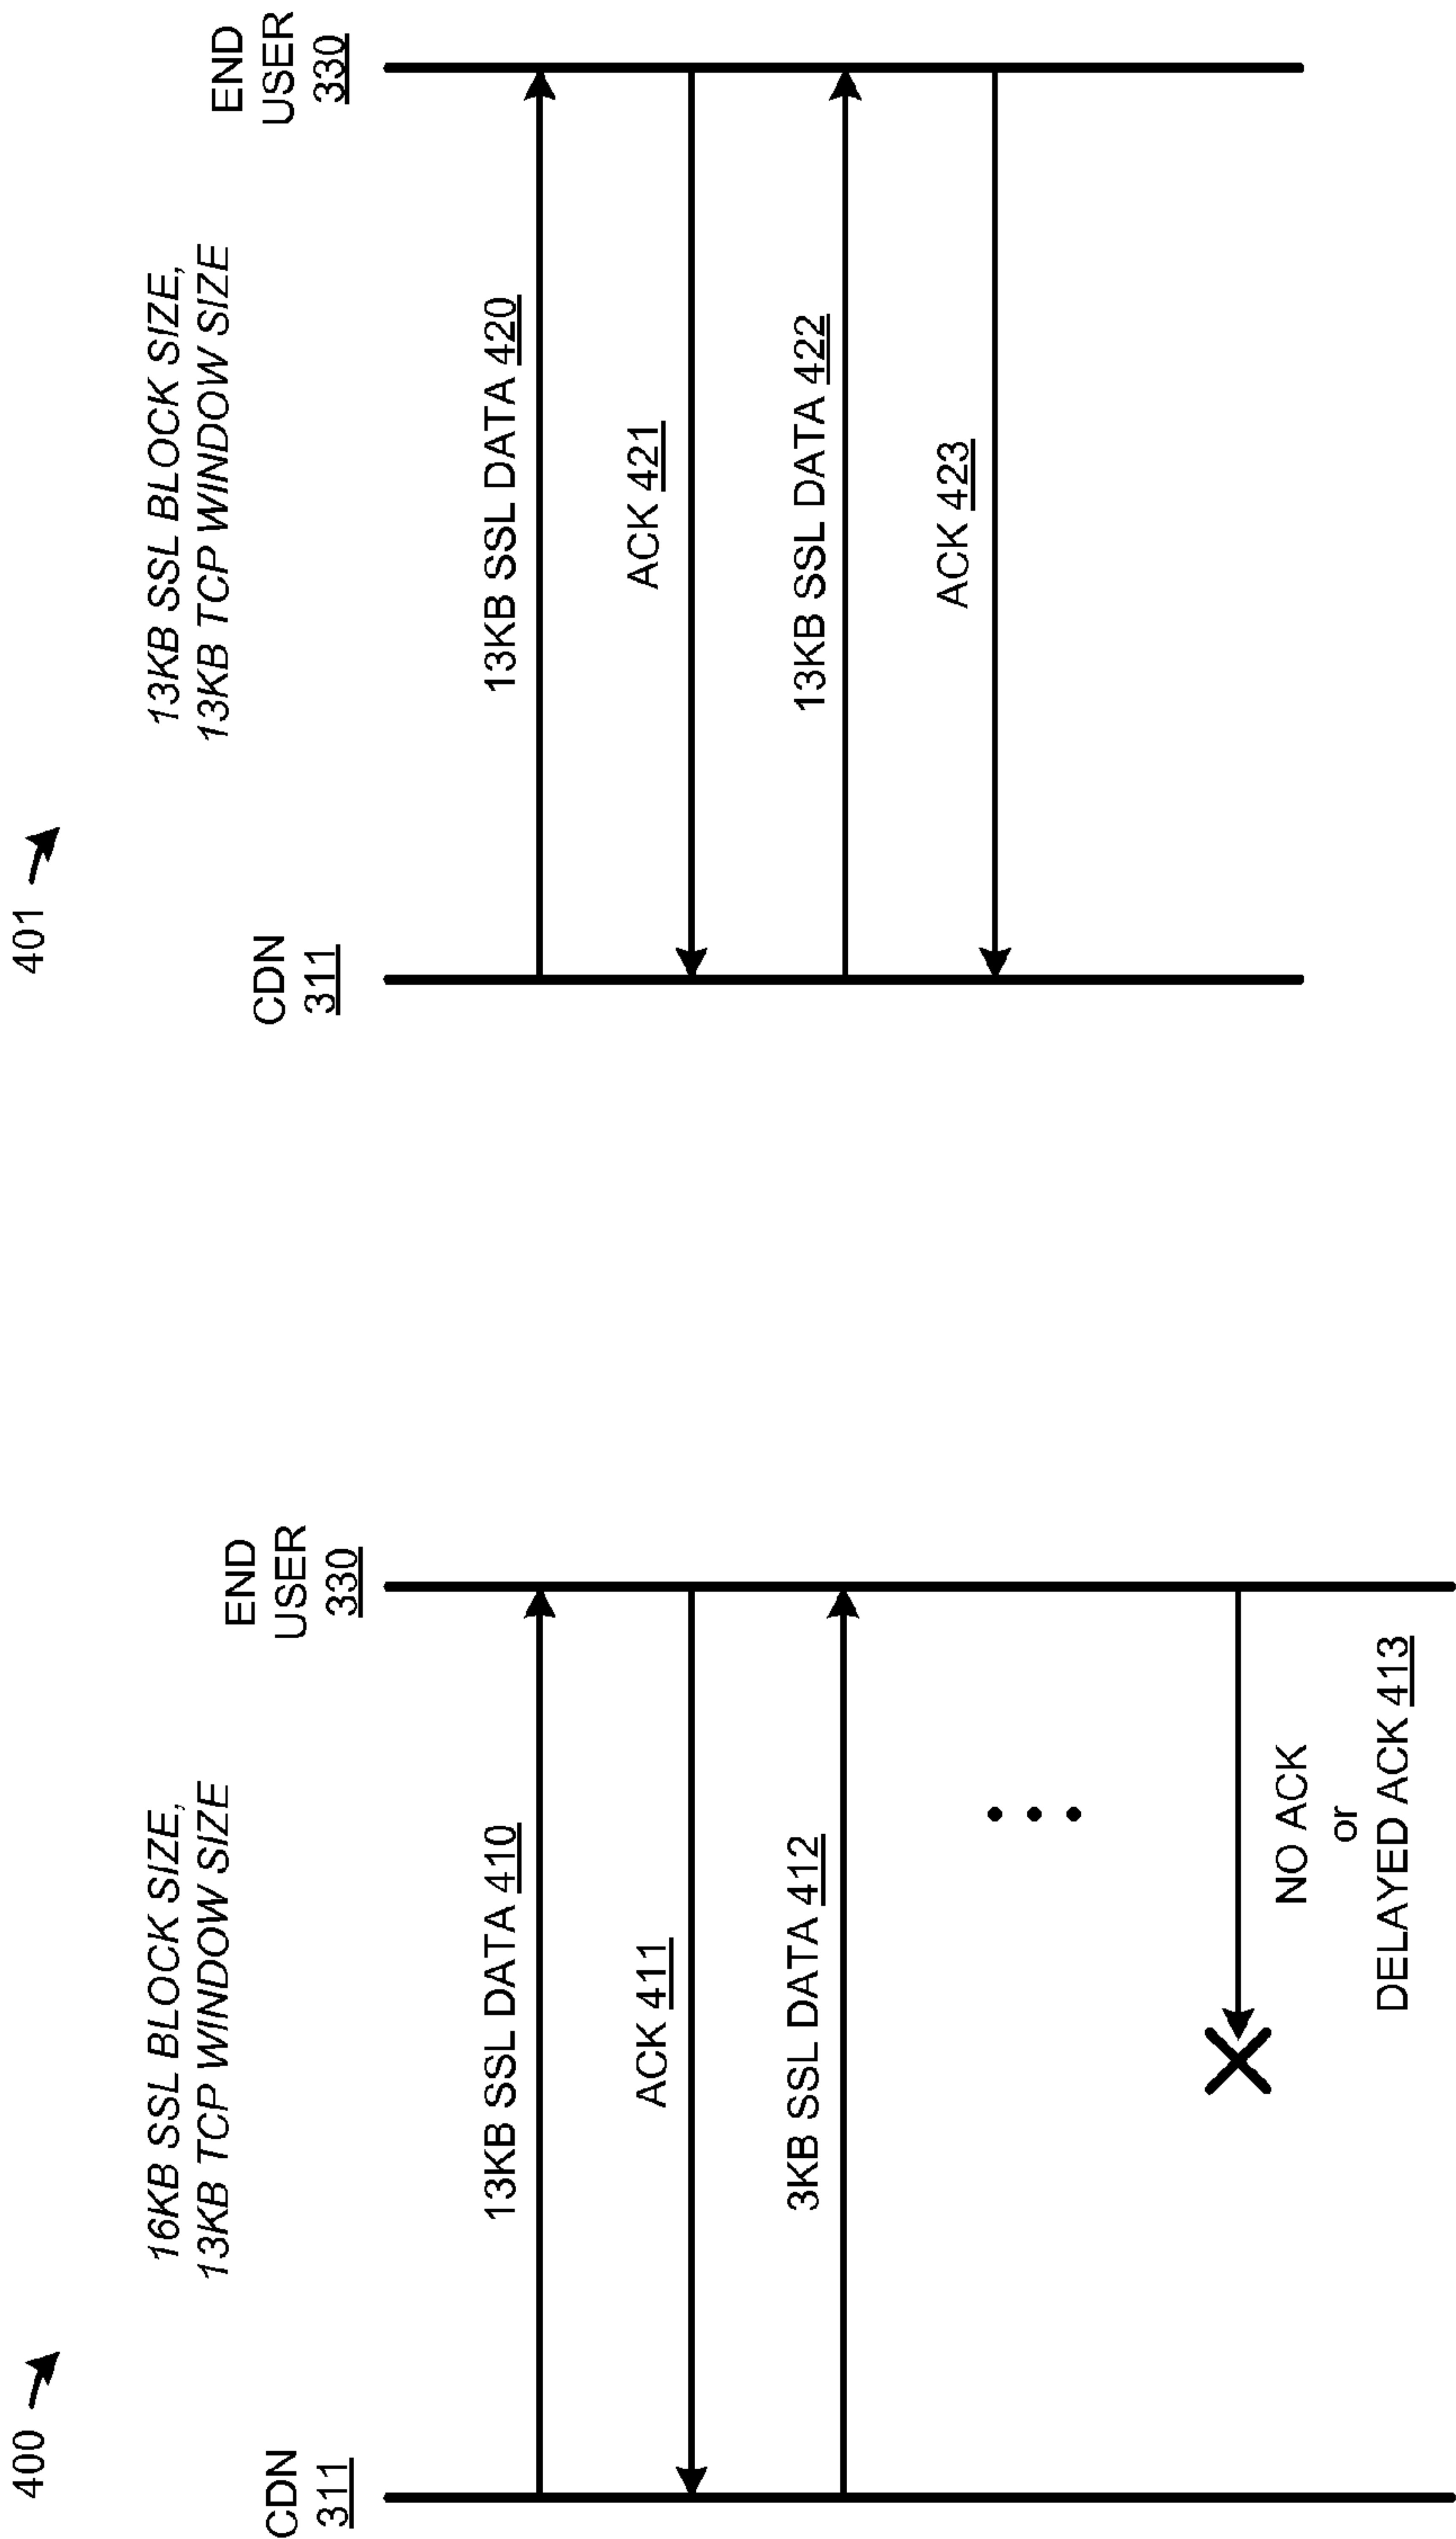 400
16KB SSL BLOCK SIZE,
13KB TCP WINDOW SIZE
CDN
311
END
USER
330
13KB SSL DATA 410
ACK 411
3KB SSL DATA 412
NO ACK
or
DELAYED ACK 413
401
13KB SSL BLOCK SIZE,
13KB TCP WINDOW SIZE
CDN
311
END
USER
330
13KB SSL DATA 420
ACK 421
13KB SSL DATA 422
ACK 423